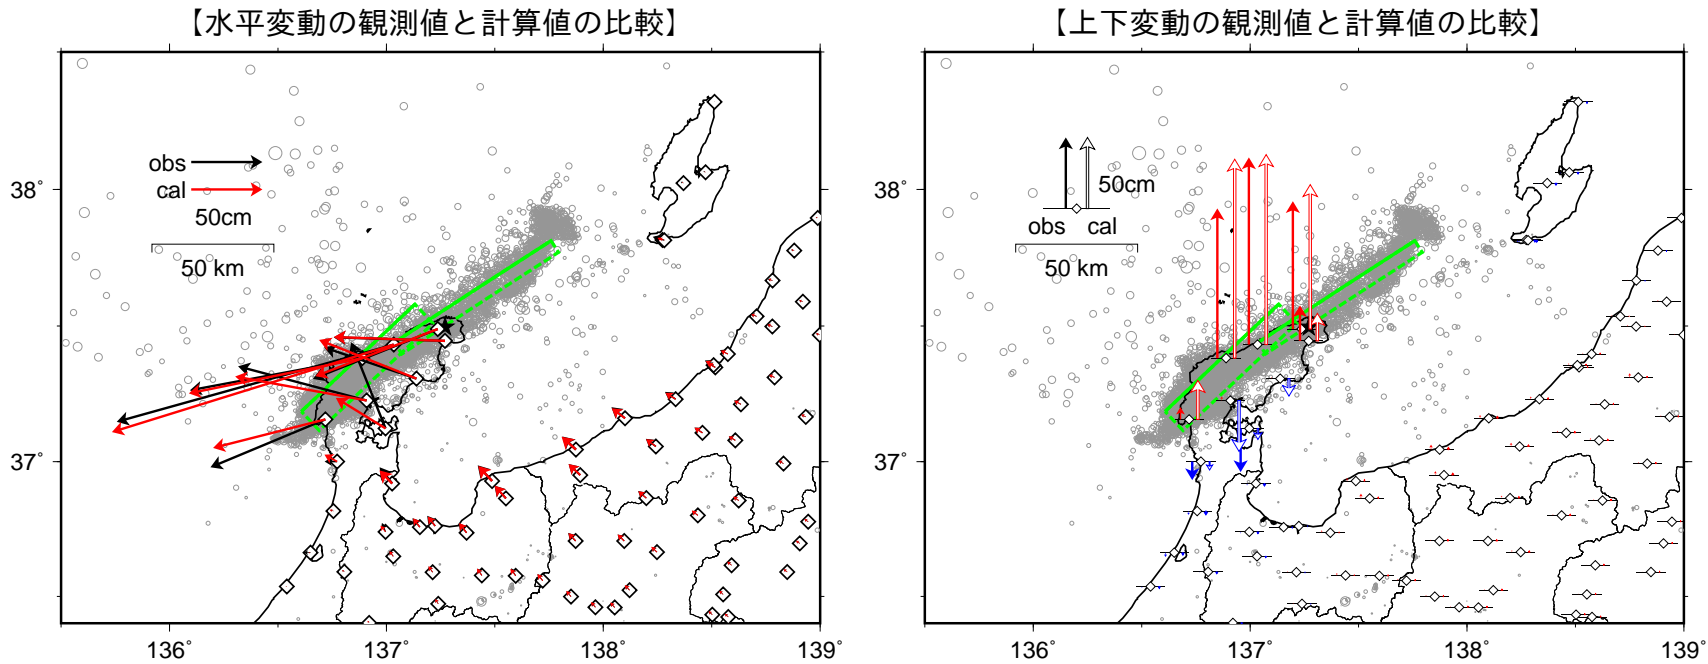 【水平変動の観測値と計算値の比較】
obs
cal
50cm
50 km
38°
37°
136°
137°
138°
139°
【上下変動の観測値と計算値の比較】
50cm
obs cal
50 km
38°
37°
136°
137°
138°
139°